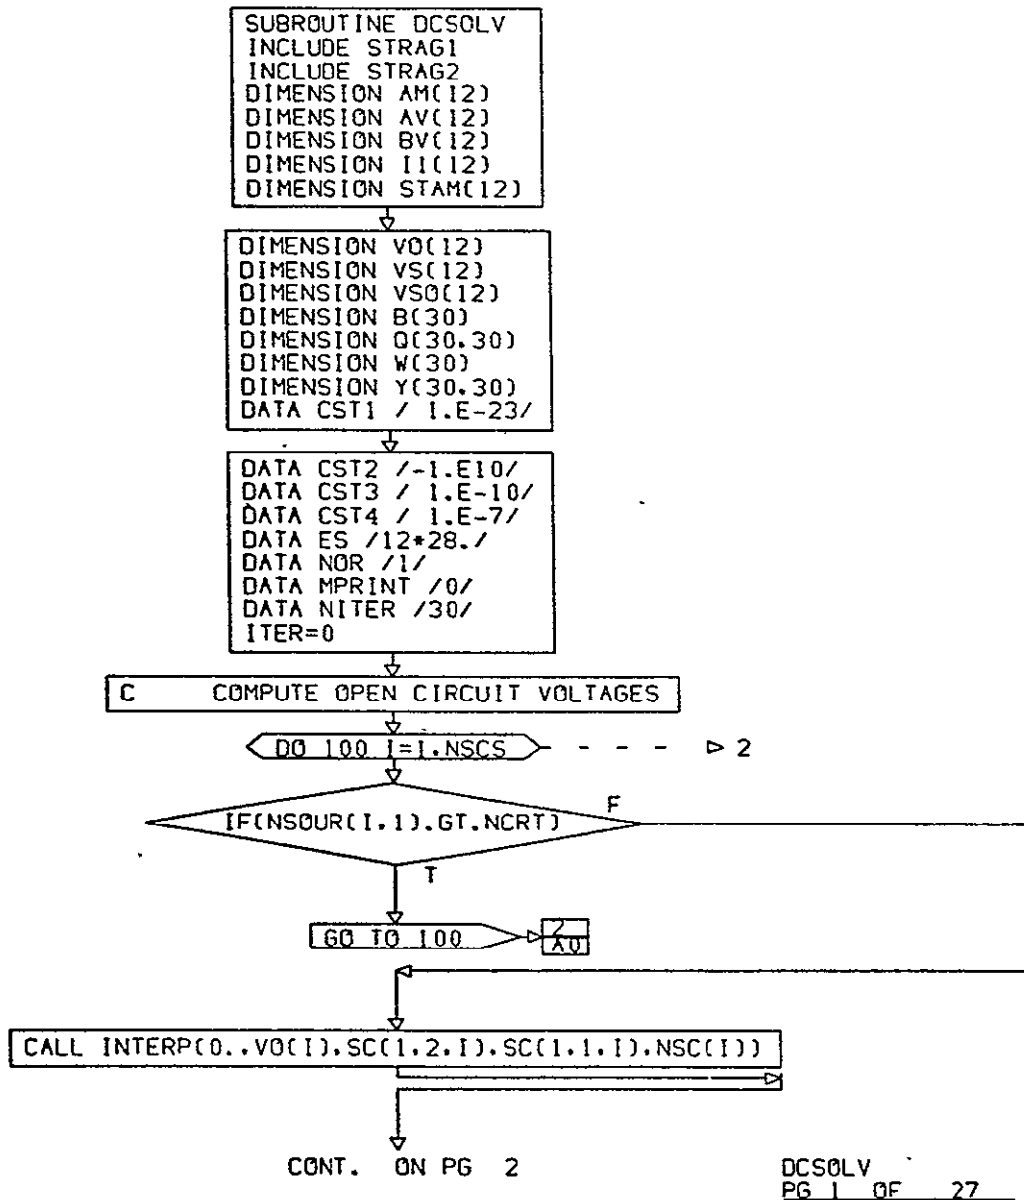 SUBROUTINE DCSOLV
INCLUDE STRAG1
INCLUDE STRAG2
DIMENSION AM(12)
DIMENSION AV(12)
DIMENSION BV(12)
DIMENSION I1(12)
DIMENSION STAM(12)
DIMENSION VO(12)
DIMENSION VS(12)
DIMENSION VSO(12)
DIMENSION B(30)
DIMENSION Q(30.30)
DIMENSION W(30)
DIMENSION Y(30.30)
DATA CST1 / 1.E-23/
DATA CST2 /-1.E10/
DATA CST3 / 1.E-10/
DATA CST4 / 1.E-7/
DATA ES /12*28./
DATA NOR /1/
DATA MPRINT /0/
DATA NITER /30/
ITER=0
C COMPUTE OPEN CIRCUIT VOLTAGES
DO 100 I=1.NSCS
2
IF(NSOUR(I.1).GT.NCRT)
F
T
GO TO 100
2
A0
CALL INTERP(0..VO(I).SC(1.2.I).SC(1.1.I).NSC(I))
CONT. ON PG 2
DCSOLV
PG 1 OF 27